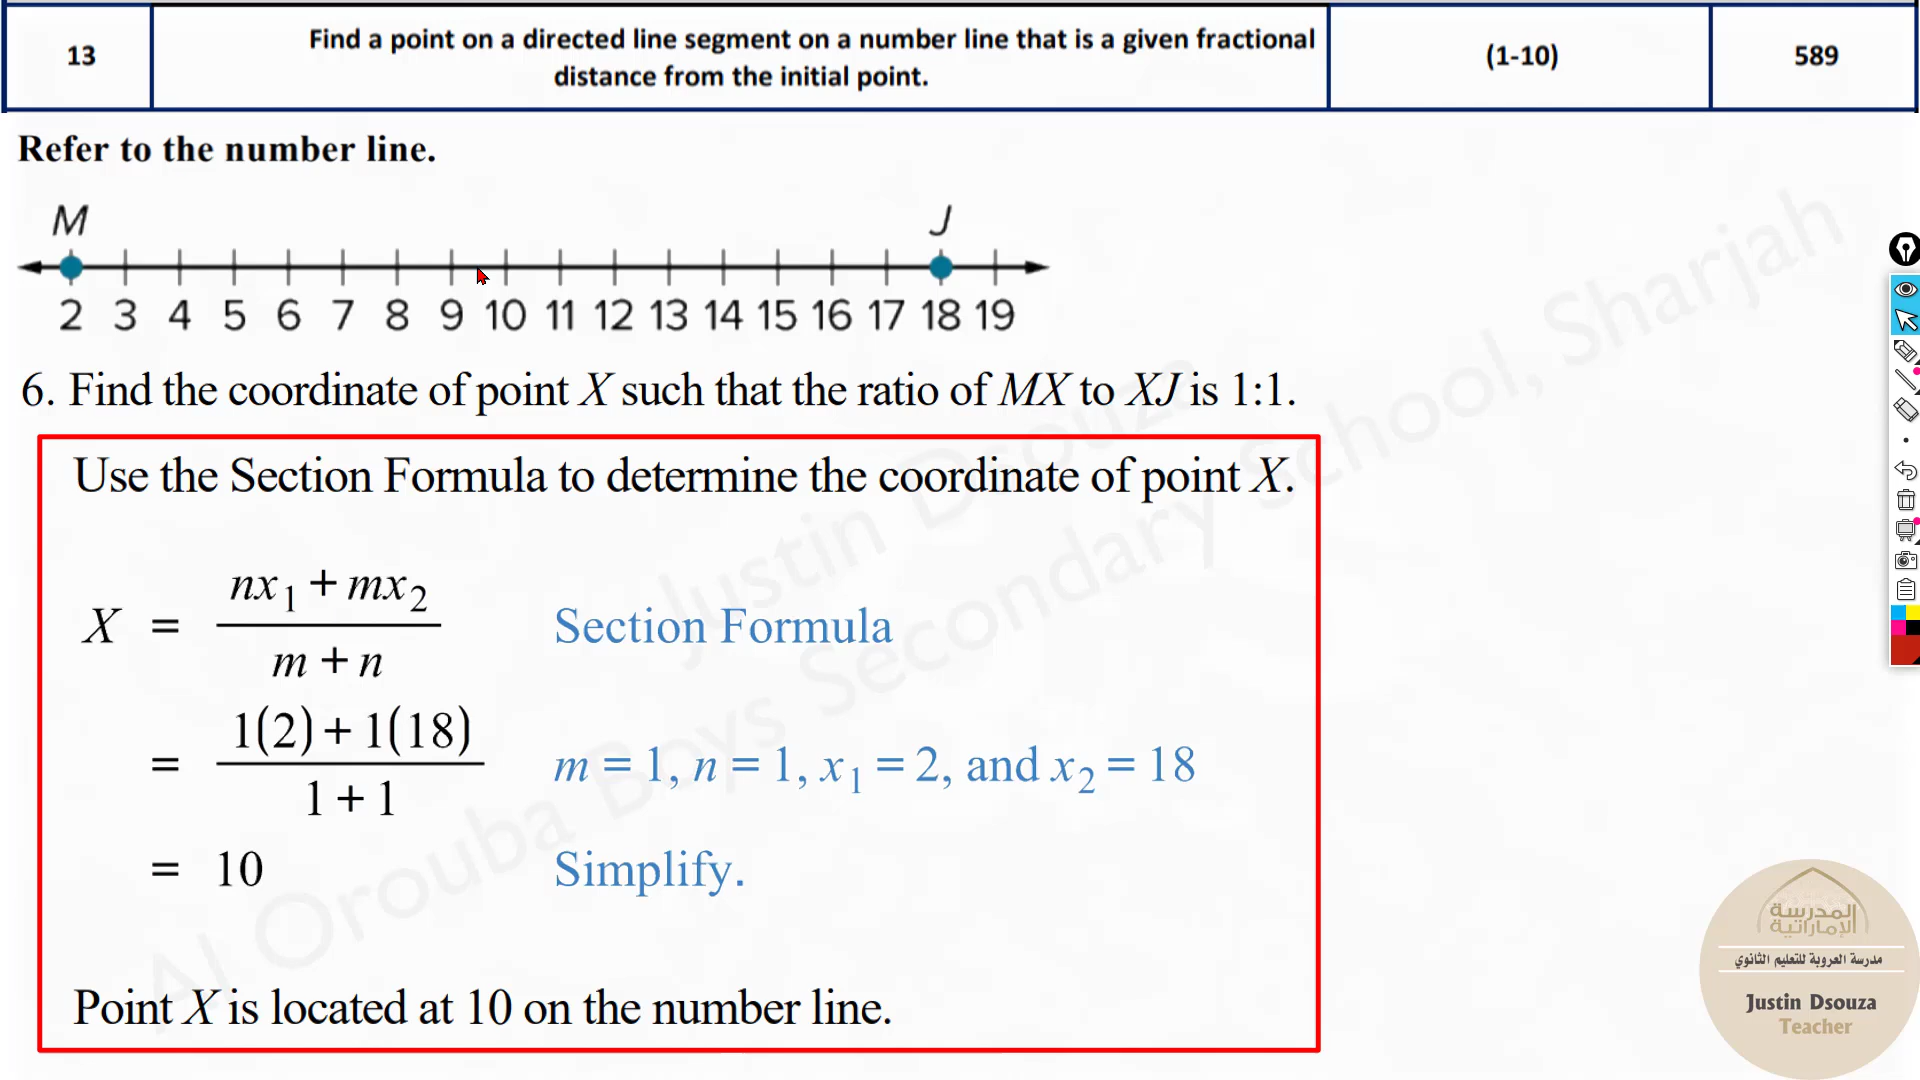 13
Find a point on a directed line segment on a number line that is a given fractional
distance from the initial point.
(1-10)
589
Refer to the number line.
M J
2 3 4 5 6 7 8 9 10 11 12 13 14 15 16 17 18 19
6. Find the coordinate of point X such that the ratio of MX to XJ is 1:1.
Use the Section Formula to determine the coordinate of point X.
X = (nx₁ + mx₂) / (m + n) Section Formula
= (1(2) + 1(18)) / (1 + 1) m = 1, n = 1, x₁ = 2, and x₂ = 18
= 10 Simplify.
Point X is located at 10 on the number line.
Justin Dsouza
Al Orouba Boys Secondary School, Sharjah
المدرسة
الإماراتية
مدرسة العروبة للتعليم الثانوي
Justin Dsouza
Teacher